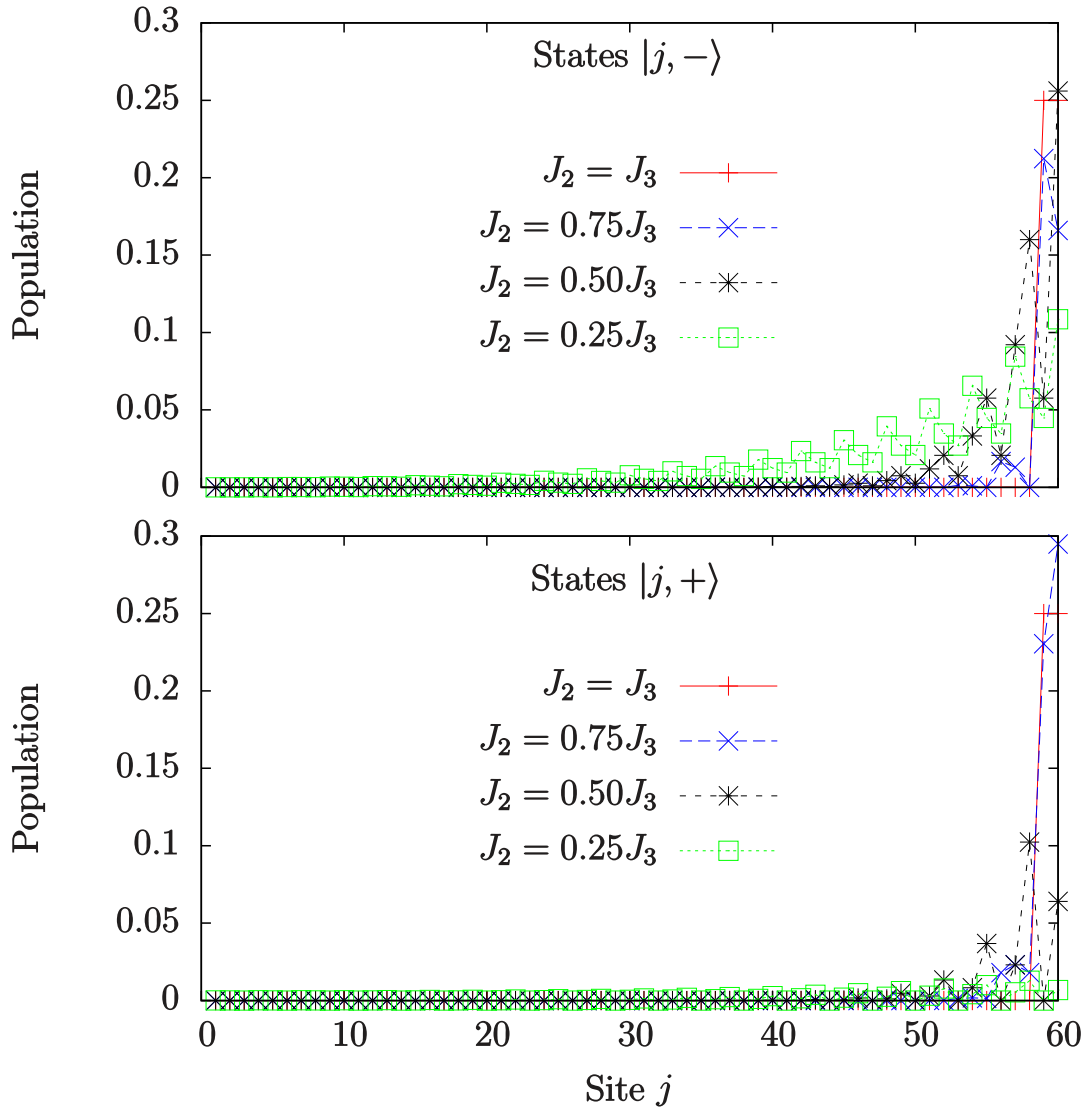 0.3
0.25
0.2
0.15
0.1
0.05
0
Population
States |j, −⟩
J₂ = J₃
J₂ = 0.75J₃
J₂ = 0.50J₃
J₂ = 0.25J₃
0.3
0.25
0.2
0.15
0.1
0.05
0
Population
States |j, +⟩
J₂ = J₃
J₂ = 0.75J₃
J₂ = 0.50J₃
J₂ = 0.25J₃
0 10 20 30 40 50 60
Site j